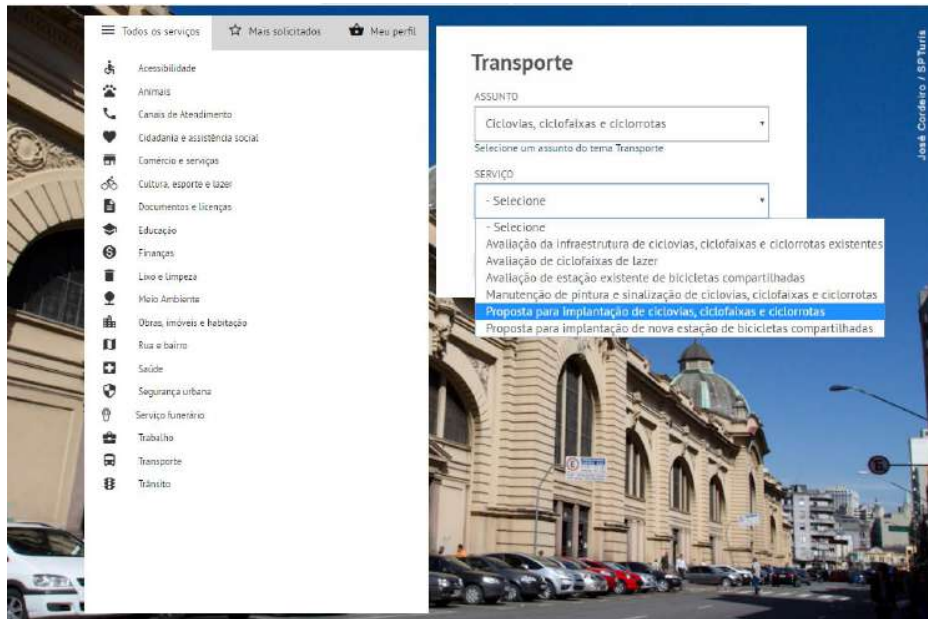 Todos os serviços
Mais solicitados
Meu perfil
Acessibilidade
Animais
Canais de Atendimento
Cidadania e assistência social
Comércio e serviços
Cultura, esporte e lazer
Documentos e licenças
Educação
Finanças
Lixo e limpeza
Meio Ambiente
Obras, imóveis e habitação
Rua e bairro
Saúde
Segurança urbana
Serviço funerário
Trabalho
Transporte
Trânsito
Transporte
ASSUNTO
Ciclovias, ciclofaixas e ciclorrotas
Selecione um assunto do tema Transporte
SERVIÇO
- Selecione
- Selecione
Avaliação da infraestrutura de ciclovias, ciclofaixas e ciclorrotas existentes
Avaliação de ciclofaixas de lazer
Avaliação de estação existente de bicicletas compartilhadas
Manutenção de pintura e sinalização de ciclovias, ciclofaixas e ciclorrotas
Proposta para implantação de ciclovias, ciclofaixas e ciclorrotas
Proposta para implantação de nova estação de bicicletas compartilhadas
José Cordeiro / SPTuris